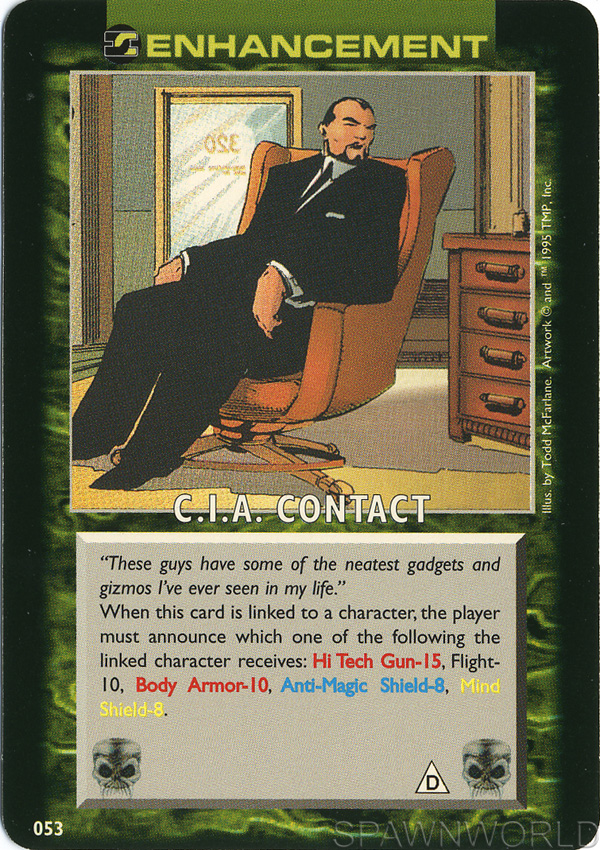 ENHANCEMENT
320
Illus. by Todd McFarlane. Artwork © and ™ 1995 TMP, Inc.
C.I.A. CONTACT
“These guys have some of the neatest gadgets and
gizmos I’ve ever seen in my life.”
When this card is linked to a character, the player
must announce which one of the following the
linked character receives: Hi Tech Gun-15, Flight-
10, Body Armor-10, Anti-Magic Shield-8, Mind
Shield-8.
D
053
SPAWNWORLD